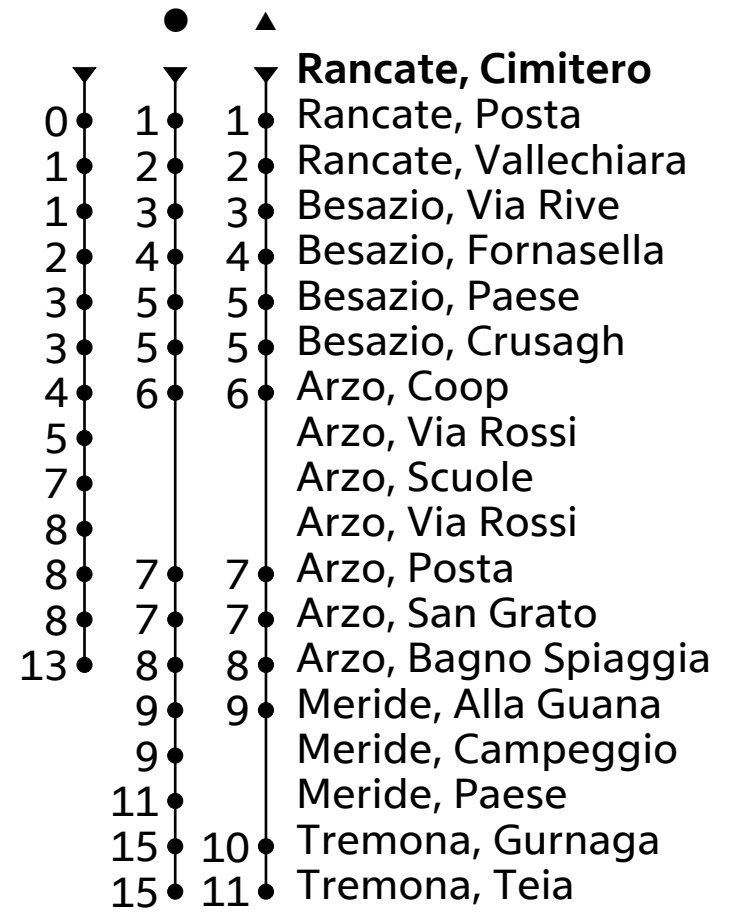 ● ▲
Rancate, Cimitero
0 1 1 Rancate, Posta
1 2 2 Rancate, Vallechiara
1 3 3 Besazio, Via Rive
2 4 4 Besazio, Fornasella
3 5 5 Besazio, Paese
3 5 5 Besazio, Crusagh
4 6 6 Arzo, Coop
5 Arzo, Via Rossi
7 Arzo, Scuole
8 Arzo, Via Rossi
8 7 7 Arzo, Posta
8 7 7 Arzo, San Grato
13 8 8 Arzo, Bagno Spiaggia
9 9 Meride, Alla Guana
9 Meride, Campeggio
11 Meride, Paese
15 10 Tremona, Gurnaga
15 11 Tremona, Teia